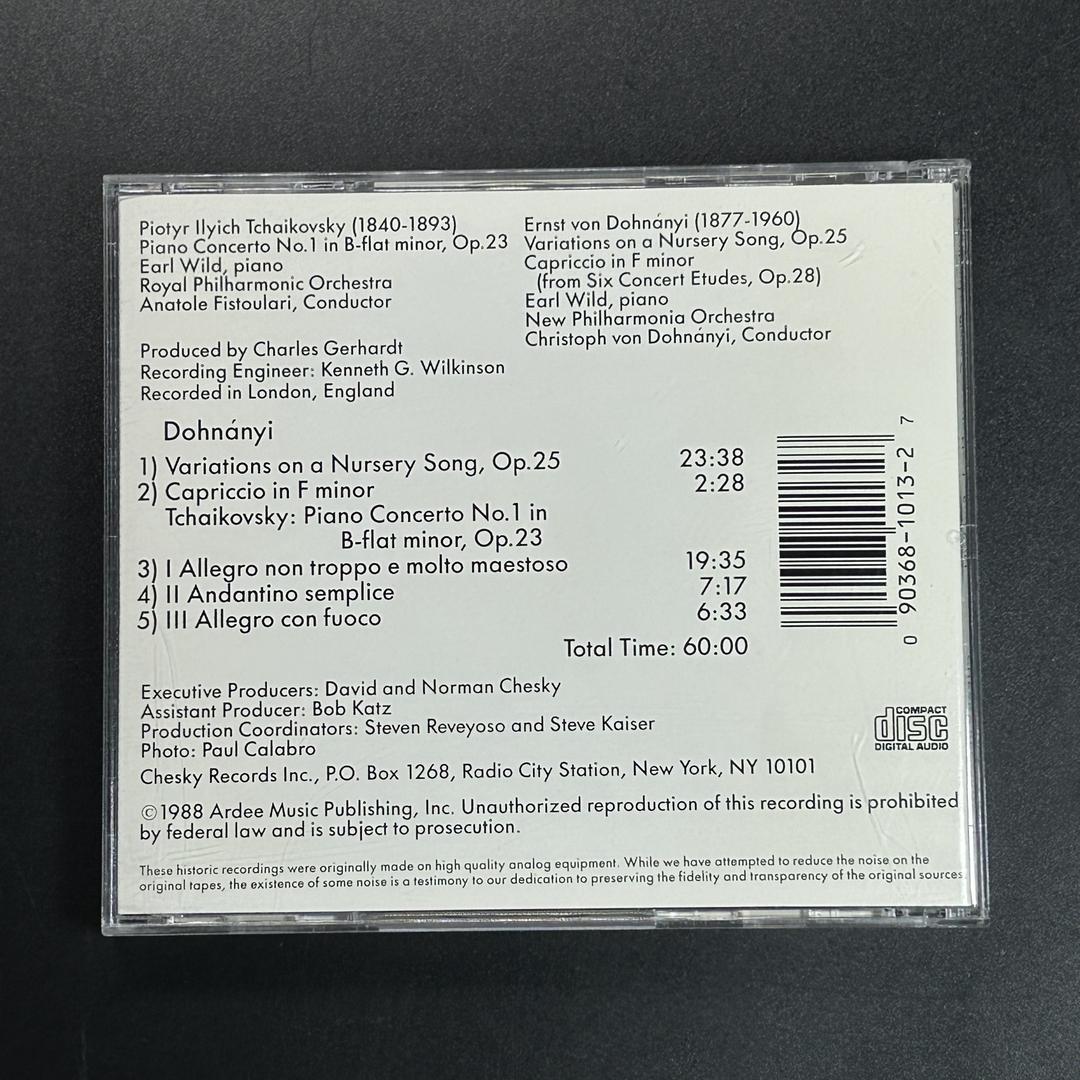 Piotyr Ilyich Tchaikovsky (1840-1893)
Piano Concerto No.1 in B-flat minor, Op.23
Earl Wild, piano
Royal Philharmonic Orchestra
Anatole Fistoulari, Conductor
Ernst von Dohnányi (1877-1960)
Variations on a Nursery Song, Op.25
Capriccio in F minor
(from Six Concert Etudes, Op.28)
Earl Wild, piano
New Philharmonia Orchestra
Christoph von Dohnányi, Conductor
Produced by Charles Gerhardt
Recording Engineer: Kenneth G. Wilkinson
Recorded in London, England
Dohnányi
1) Variations on a Nursery Song, Op.25 23:38
2) Capriccio in F minor 2:28
Tchaikovsky: Piano Concerto No.1 in
B-flat minor, Op.23
3) I Allegro non troppo e molto maestoso 19:35
4) II Andantino semplice 7:17
5) III Allegro con fuoco 6:33
Total Time: 60:00
0 90368-1013-2 7
Executive Producers: David and Norman Chesky
Assistant Producer: Bob Katz
Production Coordinators: Steven Reveyoso and Steve Kaiser
Photo: Paul Calabro
COMPACT
disc
DIGITAL AUDIO
Chesky Records Inc., P.O. Box 1268, Radio City Station, New York, NY 10101
©1988 Ardee Music Publishing, Inc. Unauthorized reproduction of this recording is prohibited
by federal law and is subject to prosecution.
These historic recordings were originally made on high quality analog equipment. While we have attempted to reduce the noise on the
original tapes, the existence of some noise is a testimony to our dedication to preserving the fidelity and transparency of the original sources.